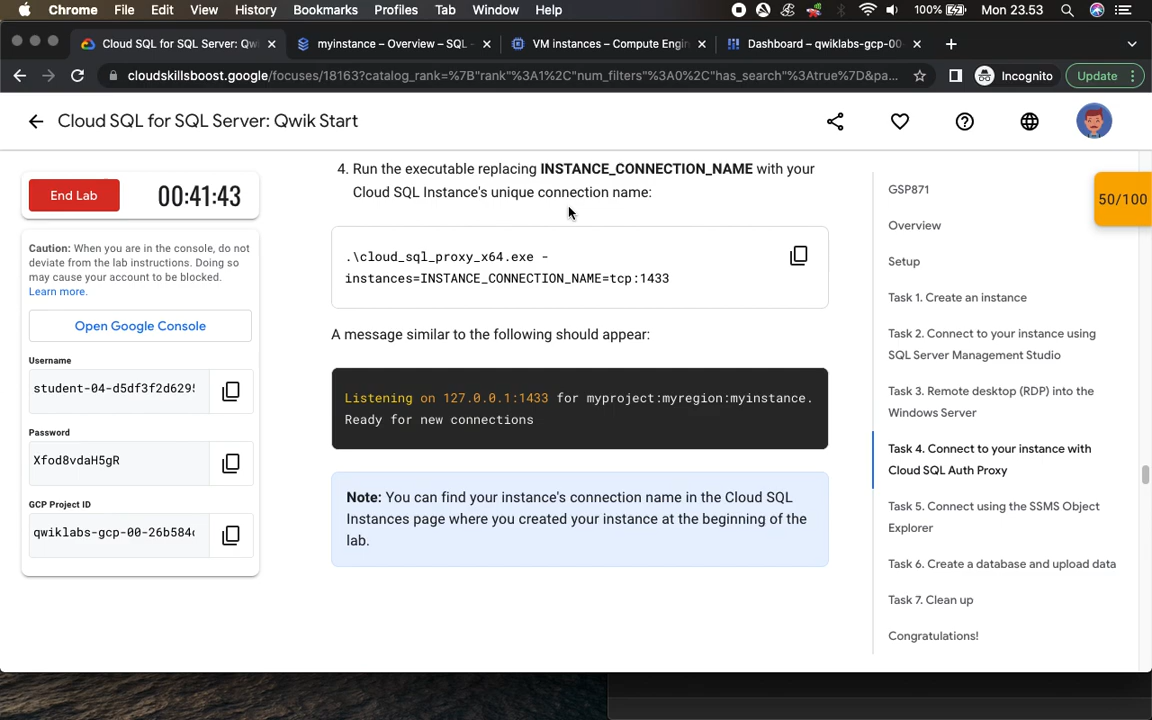 Chrome File Edit View History Bookmarks Profiles Tab Window Help 100% Mon 23.53
Cloud SQL for SQL Server: Qw
myinstance – Overview – SQL
VM instances – Compute Engin
Dashboard – qwiklabs-gcp-00-
cloudskillsboost.google/focuses/18163?catalog_rank=%7B"rank"%3A1%2C"num_filters"%3A0%2C"has_search"%3Atrue%7D&pa...
Incognito
Update
Cloud SQL for SQL Server: Qwik Start
End Lab
00:41:43
Caution: When you are in the console, do not
deviate from the lab instructions. Doing so
may cause your account to be blocked.
Learn more.
Open Google Console
Username
student-04-d5df3f2d629
Password
Xfod8vdaH5gR
GCP Project ID
qwiklabs-gcp-00-26b584
4. Run the executable replacing INSTANCE_CONNECTION_NAME with your
Cloud SQL Instance's unique connection name:
.\cloud_sql_proxy_x64.exe -
instances=INSTANCE_CONNECTION_NAME=tcp:1433
A message similar to the following should appear:
Listening on 127.0.0.1:1433 for myproject:myregion:myinstance.
Ready for new connections
Note: You can find your instance's connection name in the Cloud SQL
Instances page where you created your instance at the beginning of the
lab.
GSP871
Overview
Setup
Task 1. Create an instance
Task 2. Connect to your instance using
SQL Server Management Studio
Task 3. Remote desktop (RDP) into the
Windows Server
Task 4. Connect to your instance with
Cloud SQL Auth Proxy
Task 5. Connect using the SSMS Object
Explorer
Task 6. Create a database and upload data
Task 7. Clean up
Congratulations!
50/100